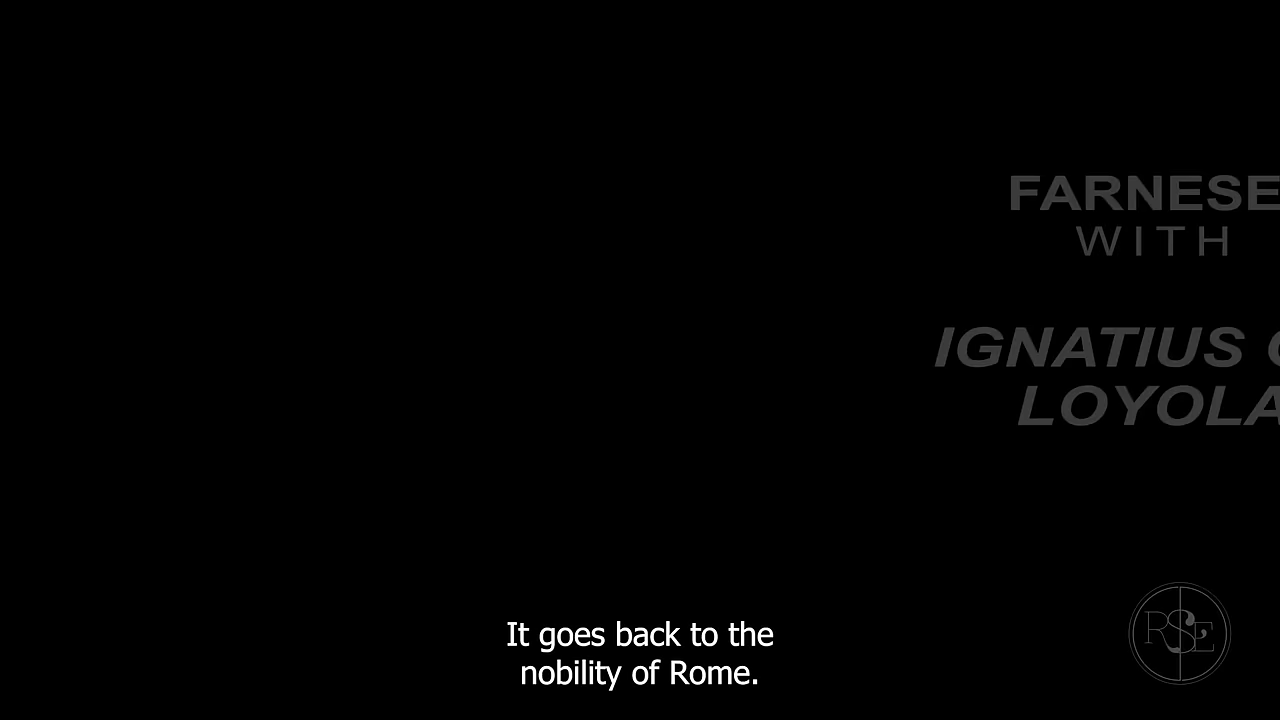 FARNESE
WITH
IGNATIUS
LOYOLA
It goes back to the
nobility of Rome.
RSE